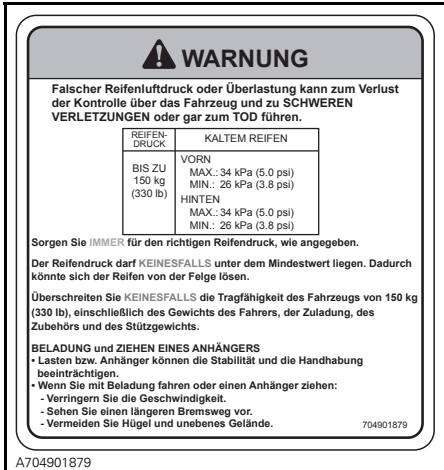 WARNUNG
Falscher Reifenluftdruck oder Überlastung kann zum Verlust
der Kontrolle über das Fahrzeug und zu SCHWEREN
VERLETZUNGEN oder gar zum TOD führen.
REIFEN-
DRUCK
KALTEM REIFEN
BIS ZU
150 kg
(330 lb)
VORN
MAX.: 34 kPa (5.0 psi)
MIN.: 26 kPa (3.8 psi)
HINTEN
MAX.: 34 kPa (5.0 psi)
MIN.: 26 kPa (3.8 psi)
Sorgen Sie IMMER für den richtigen Reifendruck, wie angegeben.
Der Reifendruck darf KEINESFALLS unter dem Mindestwert liegen. Dadurch
könnte sich der Reifen von der Felge lösen.
Überschreiten Sie KEINESFALLS die Tragfähigkeit des Fahrzeugs von 150 kg
(330 lb), einschließlich des Gewichts des Fahrers, der Zuladung, des
Zubehörs und des Stützgewichts.
BELADUNG und ZIEHEN EINES ANHÄNGERS
• Lasten bzw. Anhänger können die Stabilität und die Handhabung
beeinträchtigen.
• Wenn Sie mit Beladung fahren oder einen Anhänger ziehen:
- Verringern Sie die Geschwindigkeit.
- Sehen Sie einen längeren Bremsweg vor.
- Vermeiden Sie Hügel und unebenes Gelände.
704901879
A704901879